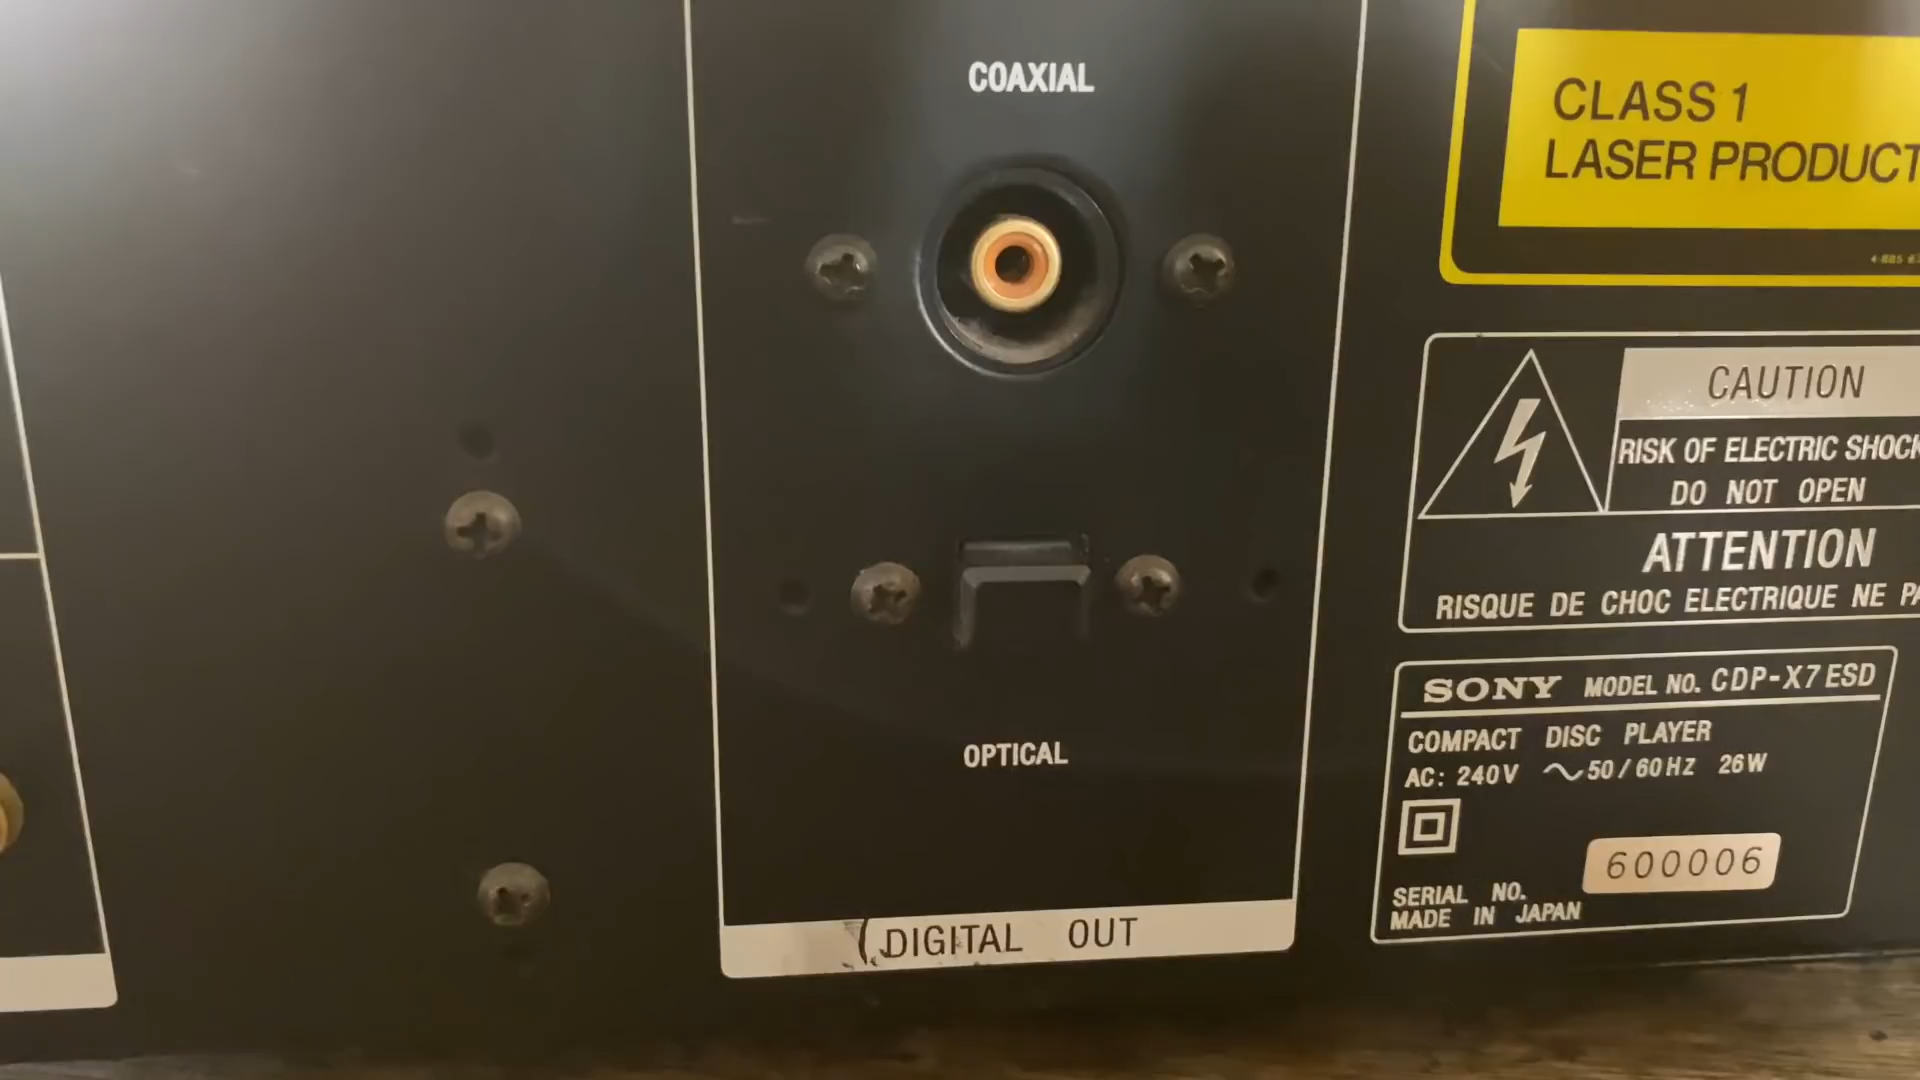 COAXIAL
OPTICAL
DIGITAL OUT
CLASS 1
LASER PRODUCT
CAUTION
RISK OF ELECTRIC SHOCK
DO NOT OPEN
ATTENTION
RISQUE DE CHOC ELECTRIQUE NE
SONY MODEL NO. CDP-X7ESD
COMPACT DISC PLAYER
AC: 240V ~50/60HZ 26W
600006
SERIAL NO.
MADE IN JAPAN